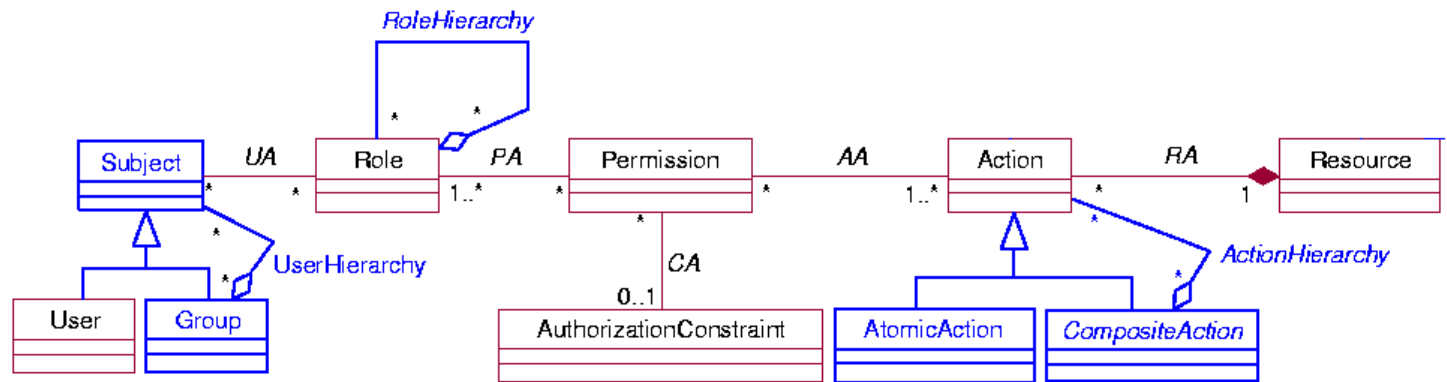 RoleHierarchy
* *
Subject UA Role PA Permission AA Action RA Resource
* * 1..* * * 1..* * 1
* * *
UserHierarchy CA ActionHierarchy
* 0..1 *
User Group AuthorizationConstraint AtomicAction CompositeAction